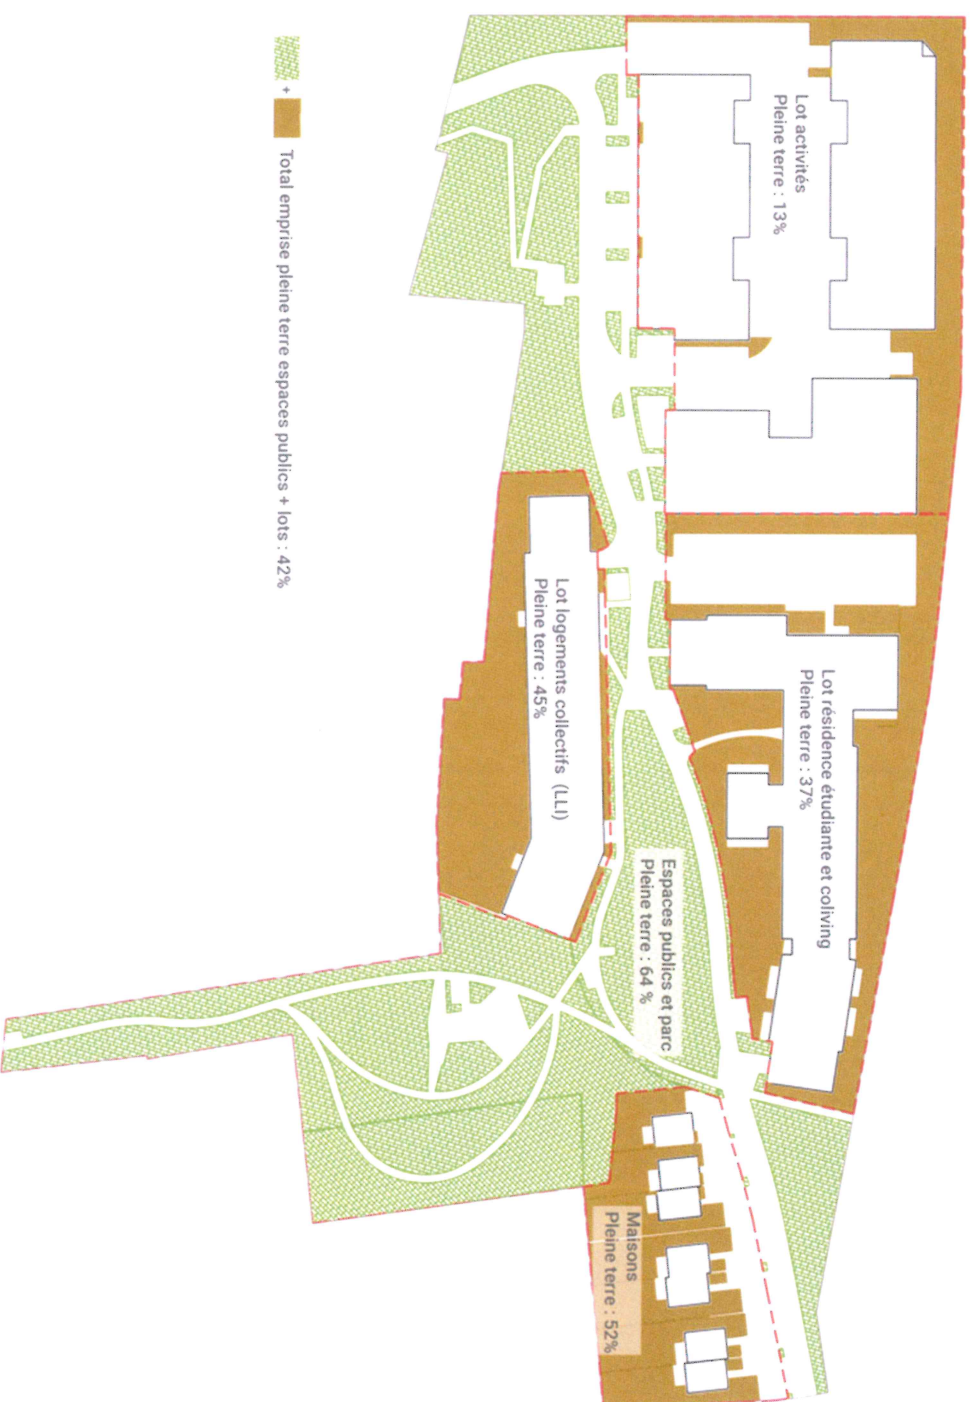 Lot activités
Pleine terre : 13%
Lot résidence étudiante et coliving
Pleine terre : 37%
Lot logements collectifs (LLI)
Pleine terre : 45%
Espaces publics et parc
Pleine terre : 64 %
Maisons
Pleine terre : 52%
+ Total emprise pleine terre espaces publics + lots : 42%